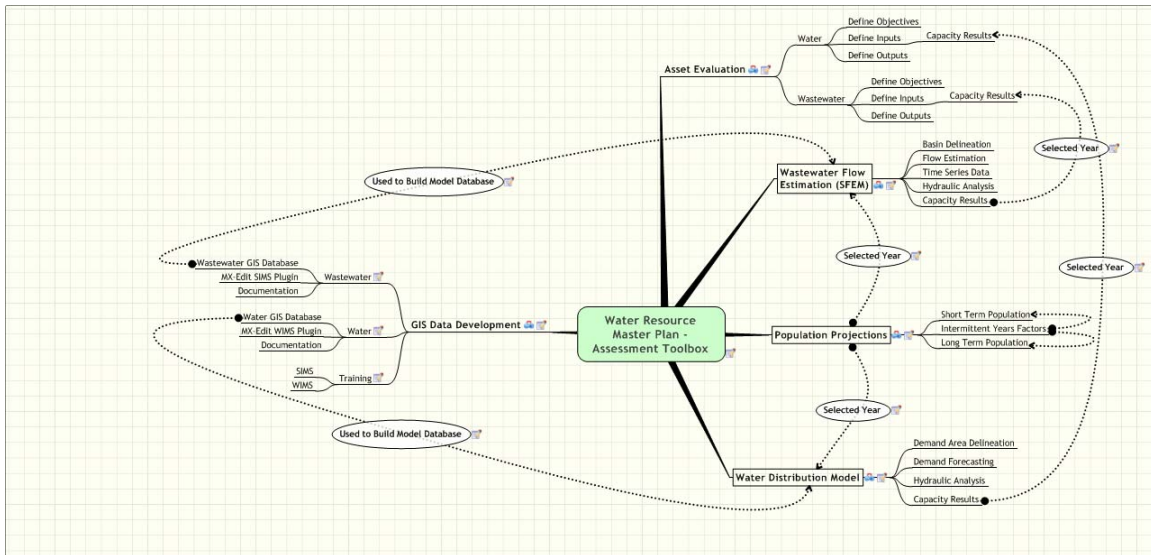 Define Objectives
Water
Define Inputs
Capacity Results
Define Outputs
Asset Evaluation
Define Objectives
Wastewater
Define Inputs
Capacity Results
Define Outputs
Selected Year
Basin Delineation
Flow Estimation
Wastewater Flow
Estimation (SFEM)
Time Series Data
Hydraulic Analysis
Capacity Results
Used to Build Model Database
Selected Year
Selected Year
Wastewater GIS Database
MX-Edit SIMS Plugin
Wastewater
Documentation
Water GIS Database
MX-Edit WIMS Plugin
Water
Documentation
GIS Data Development
SIMS
Training
WIMS
Water Resource
Master Plan -
Assessment Toolbox
Short Term Population
Population Projections
Intermittent Years Factors
Long Term Population
Selected Year
Used to Build Model Database
Demand Area Delineation
Demand Forecasting
Water Distribution Model
Hydraulic Analysis
Capacity Results